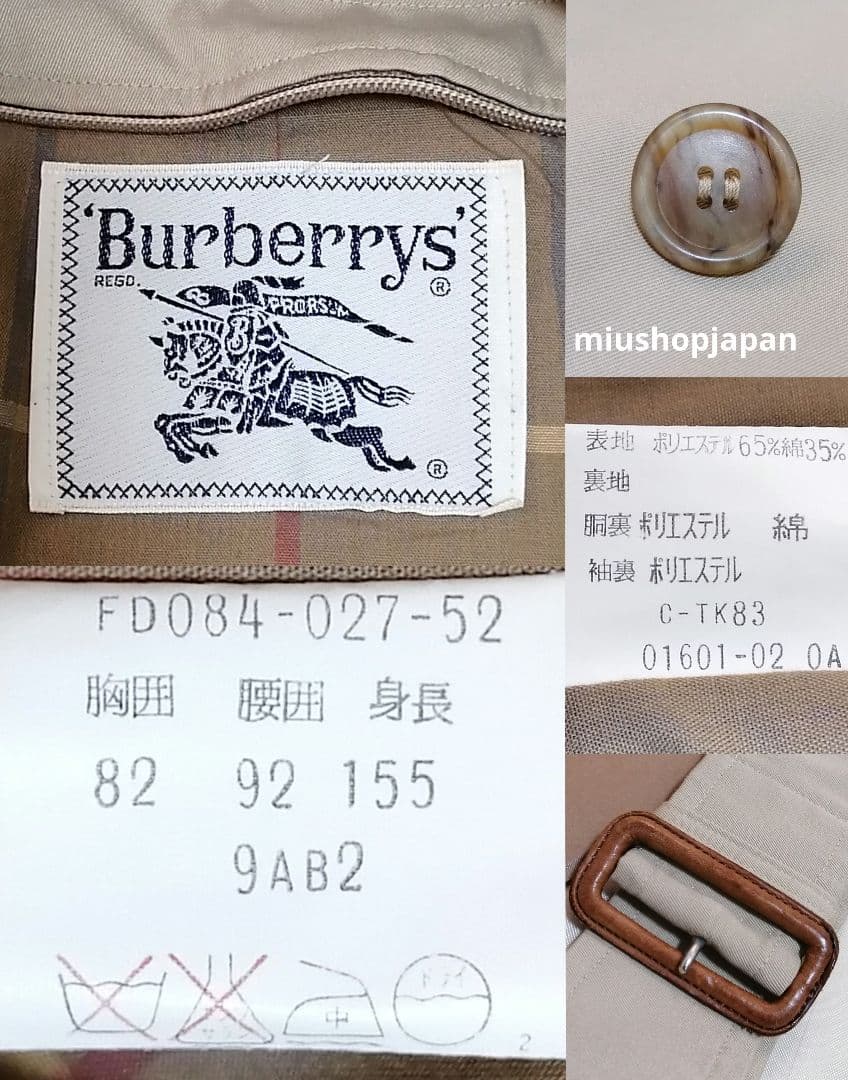 'Burberrys'
REGD.
®
PRORSUM
®
miushopjapan
表地 ポリエステル65%綿35%
裏地
胴裏 ポリエステル 綿
袖裏 ポリエステル
C-TK83
01601-02 0A
FD084-027-52
胸囲 腰囲 身長
82 92 155
9AB2
中
ドライ
2